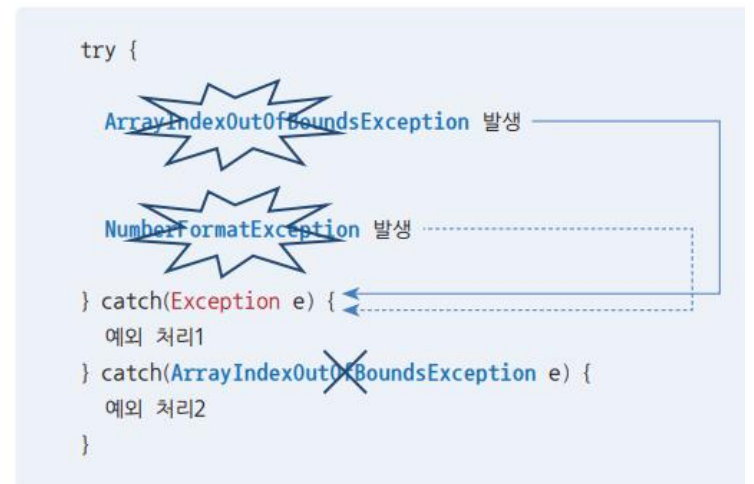 try {
ArrayIndexOutOfBoundsException 발생
NumberFormatException 발생
} catch(Exception e) {
예외 처리1
} catch(ArrayIndexOutOfBoundsException e) {
예외 처리2
}